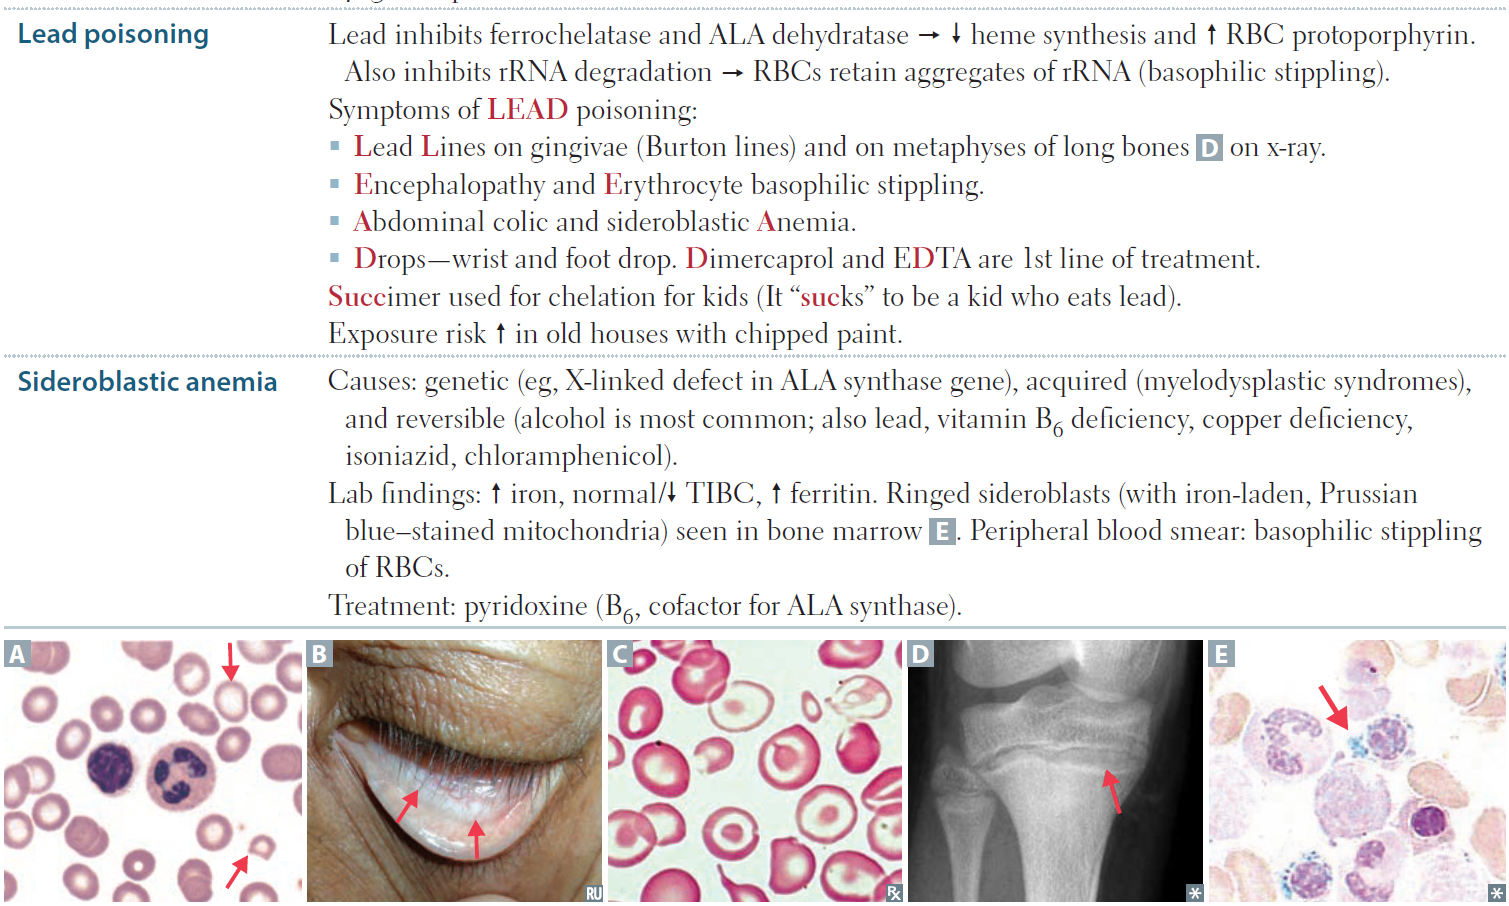 Lead poisoning
Lead inhibits ferrochelatase and ALA dehydratase → ↓ heme synthesis and ↑ RBC protoporphyrin.
Also inhibits rRNA degradation → RBCs retain aggregates of rRNA (basophilic stippling).
Symptoms of LEAD poisoning:
▪ Lead Lines on gingivae (Burton lines) and on metaphyses of long bones D on x-ray.
▪ Encephalopathy and Erythrocyte basophilic stippling.
▪ Abdominal colic and sideroblastic Anemia.
▪ Drops—wrist and foot drop. Dimercaprol and EDTA are 1st line of treatment.
Succimer used for chelation for kids (It “sucks” to be a kid who eats lead).
Exposure risk ↑ in old houses with chipped paint.
Sideroblastic anemia
Causes: genetic (eg, X-linked defect in ALA synthase gene), acquired (myelodysplastic syndromes),
and reversible (alcohol is most common; also lead, vitamin B6 deficiency, copper deficiency,
isoniazid, chloramphenicol).
Lab findings: ↑ iron, normal/↓ TIBC, ↑ ferritin. Ringed sideroblasts (with iron-laden, Prussian
blue–stained mitochondria) seen in bone marrow E. Peripheral blood smear: basophilic stippling
of RBCs.
Treatment: pyridoxine (B6, cofactor for ALA synthase).
A
B
C
D
E
RU
℞
*
*